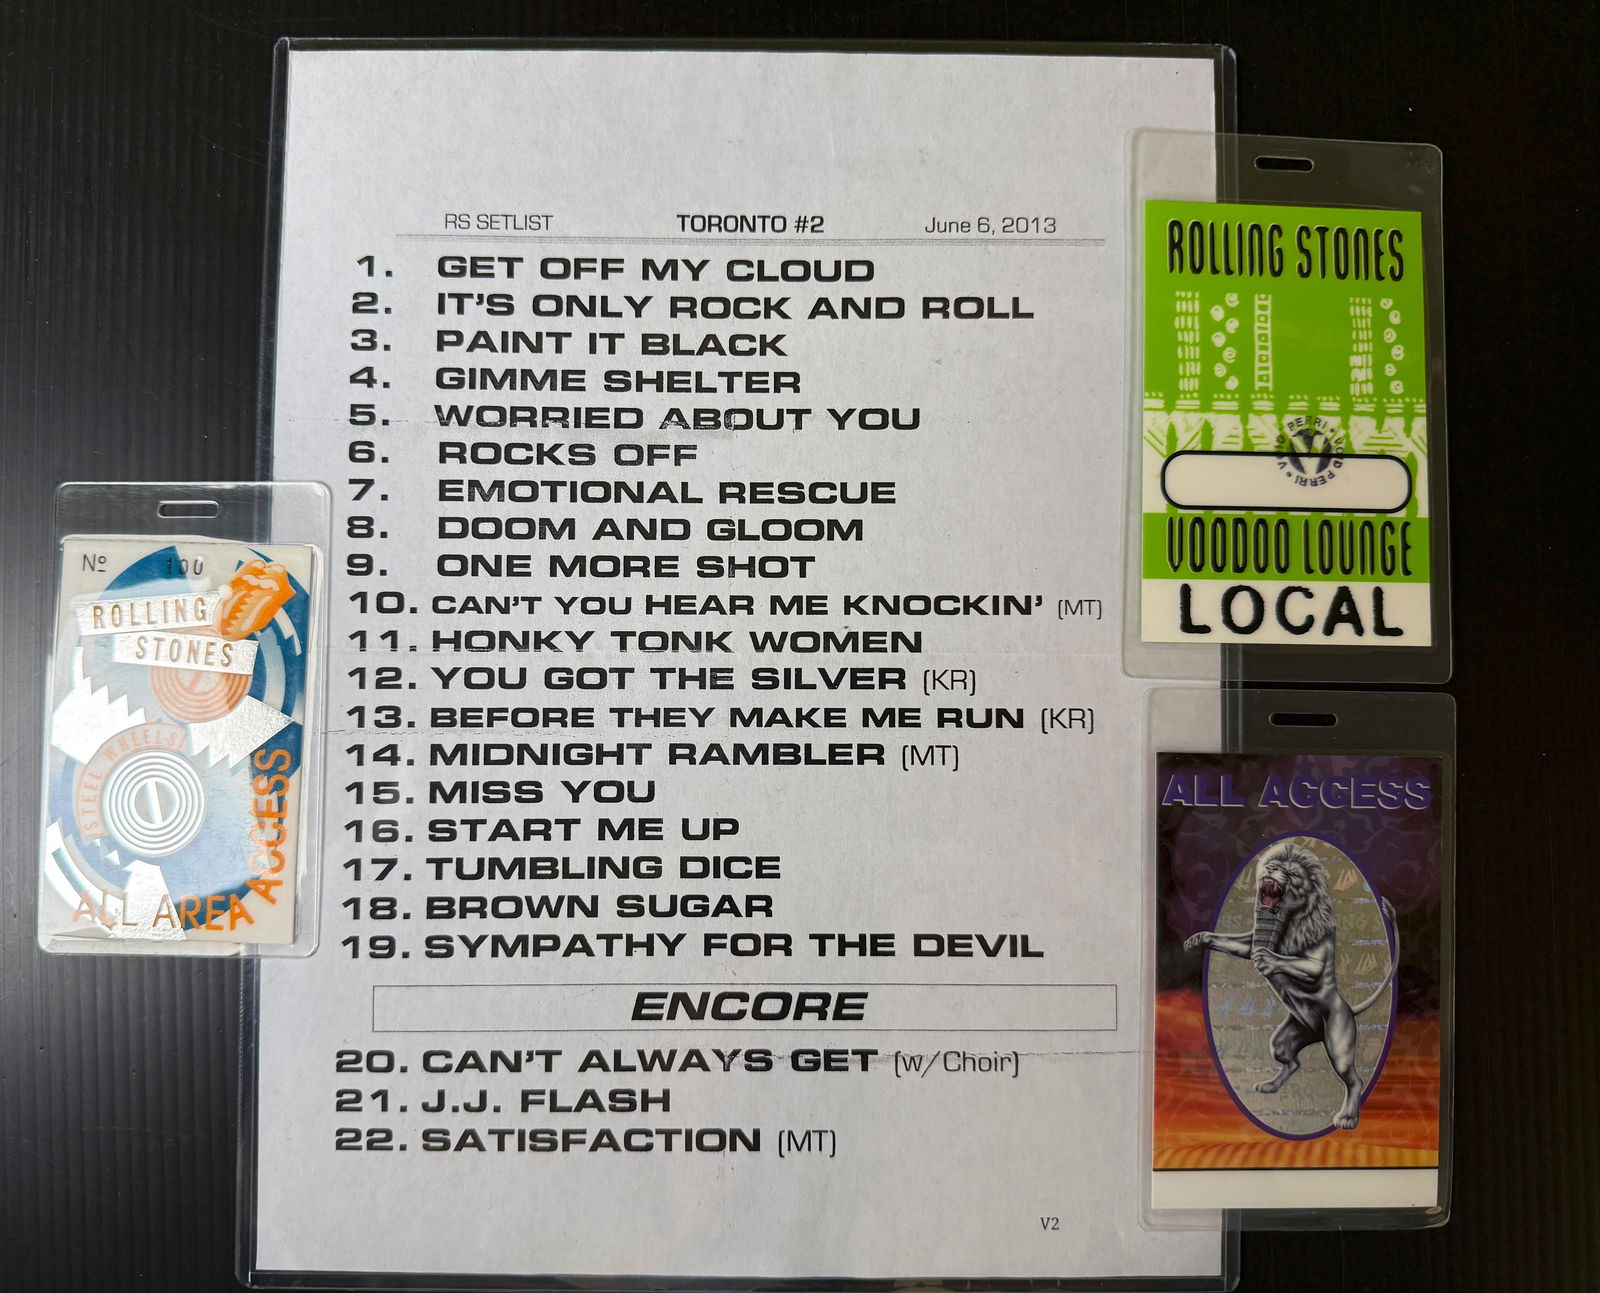 RS SETLIST TORONTO #2 June 6, 2013
1. GET OFF MY CLOUD
2. IT'S ONLY ROCK AND ROLL
3. PAINT IT BLACK
4. GIMME SHELTER
5. WORRIED ABOUT YOU
6. ROCKS OFF
7. EMOTIONAL RESCUE
8. DOOM AND GLOOM
9. ONE MORE SHOT
10. CAN'T YOU HEAR ME KNOCKIN' (MT)
11. HONKY TONK WOMEN
12. YOU GOT THE SILVER (KR)
13. BEFORE THEY MAKE ME RUN (KR)
14. MIDNIGHT RAMBLER (MT)
15. MISS YOU
16. START ME UP
17. TUMBLING DICE
18. BROWN SUGAR
19. SYMPATHY FOR THE DEVIL
ENCORE
20. CAN'T ALWAYS GET (w/Choir)
21. J.J. FLASH
22. SATISFACTION (MT)
V2
Nº 100
ROLLING
STONES
STEEL WHEELS
ALL AREA ACCESS
ROLLING STONES
PERRI
VOODOO LOUNGE
LOCAL
ALL ACCESS